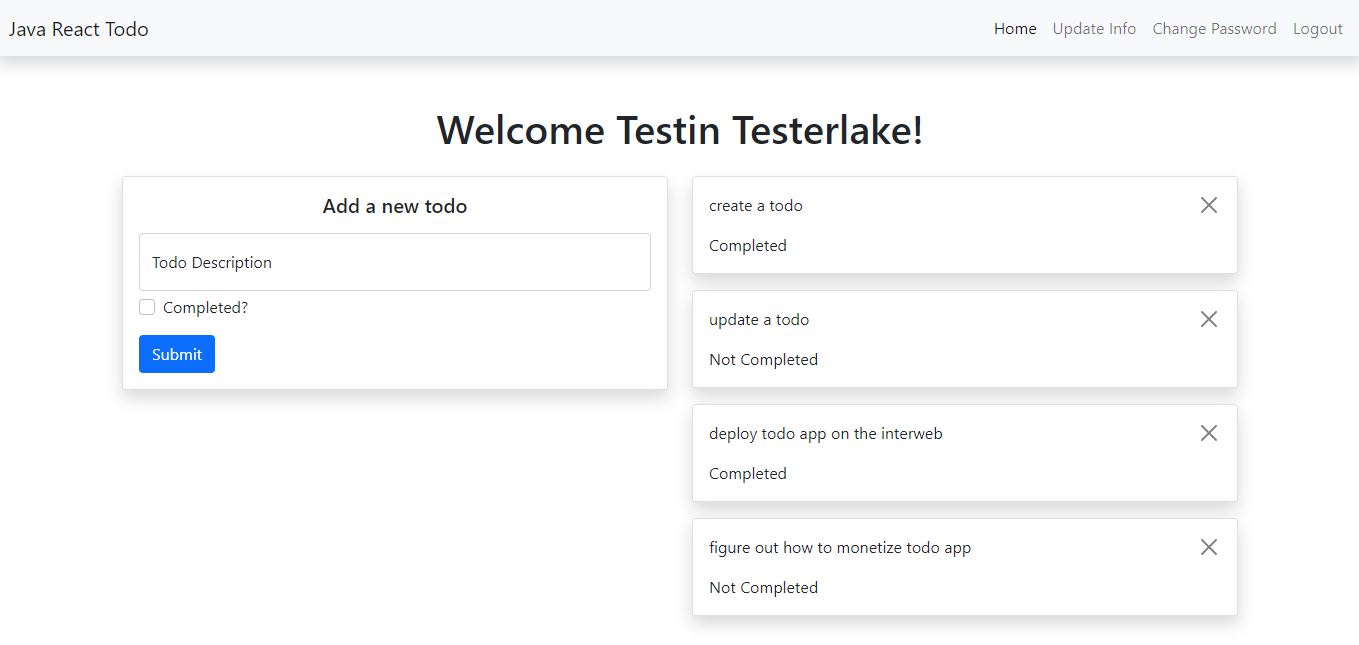 Java React Todo
Home Update Info Change Password Logout
Welcome Testin Testerlake!
Add a new todo
Todo Description
Completed?
Submit
create a todo
Completed
update a todo
Not Completed
deploy todo app on the interweb
Completed
figure out how to monetize todo app
Not Completed